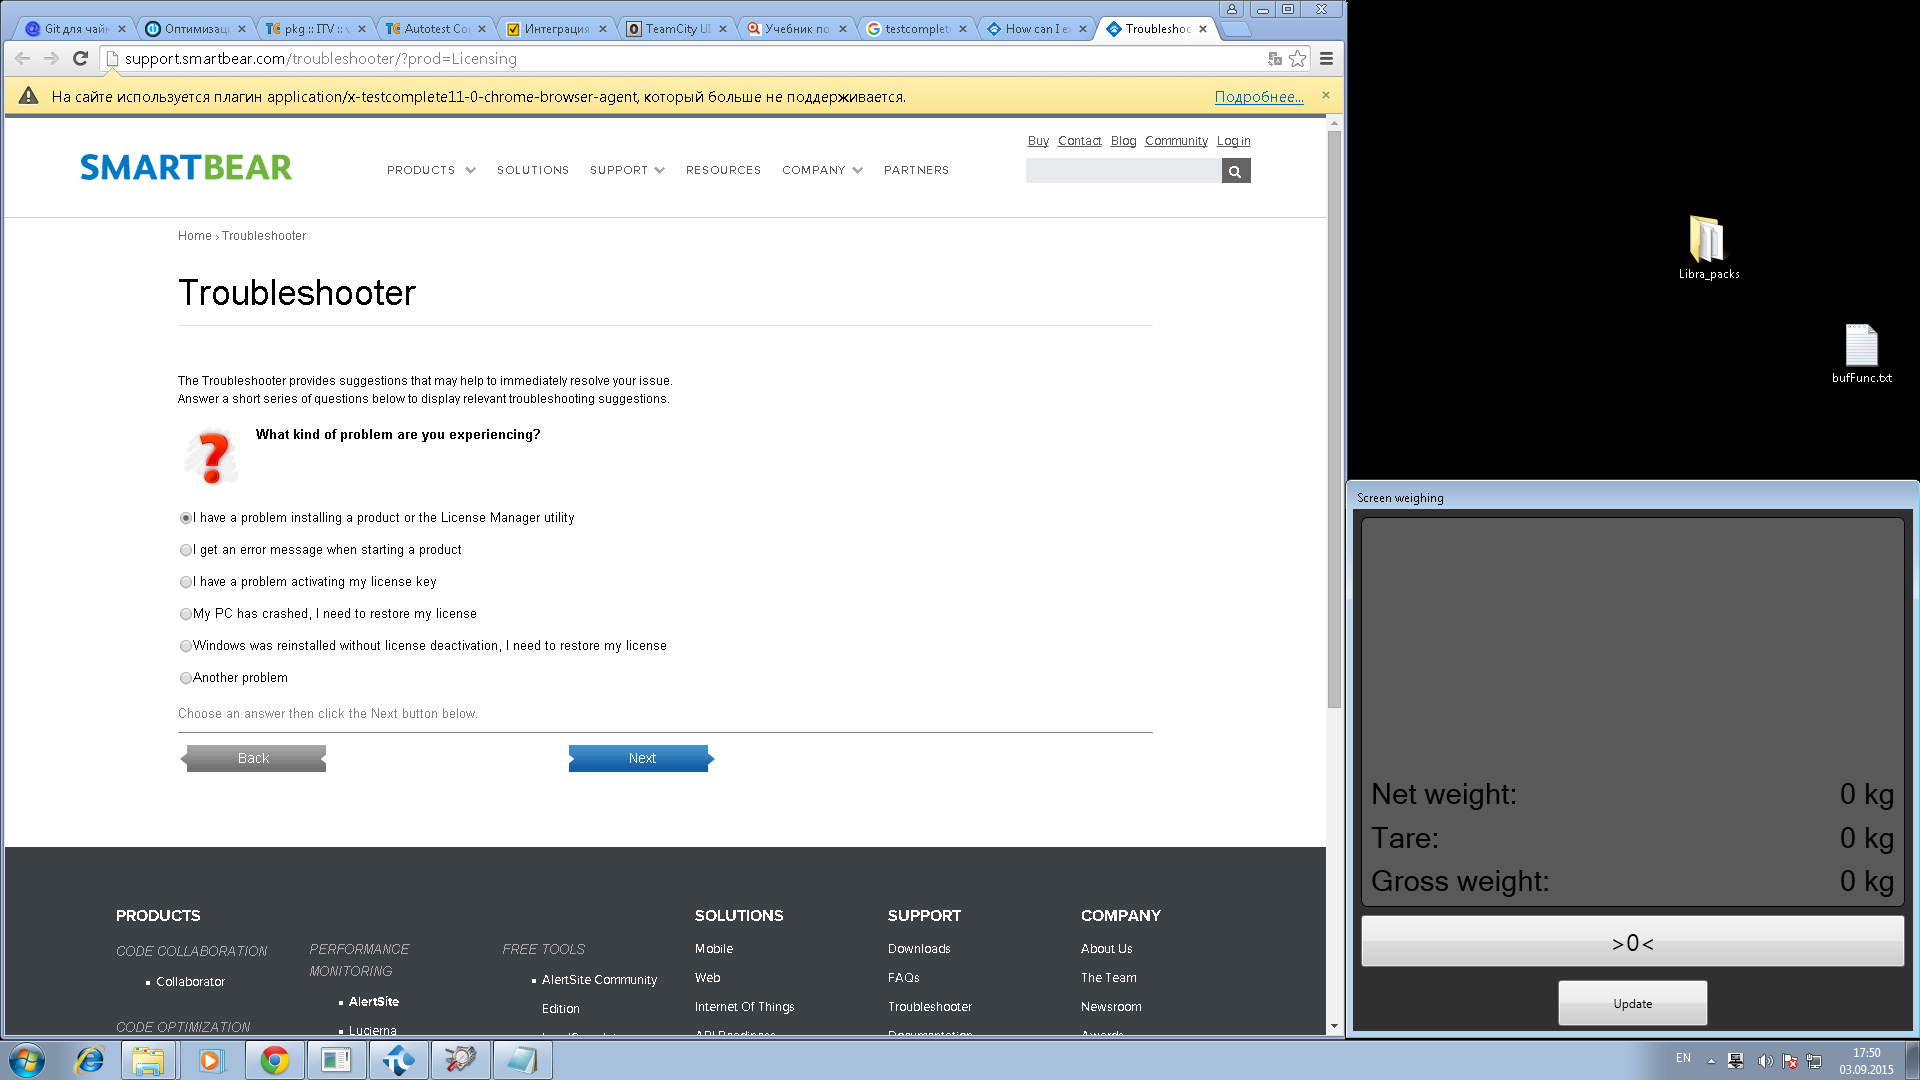 Git для чайн
Оптимизац
pkg :: ITV ::
Autotest Co
Интеграция
TeamCity UI
Учебник по
testcomplet
How can I e
Troubleshoc
support.smartbear.com/troubleshooter/?prod=Licensing
На сайте используется плагин application/x-testcomplete11-0-chrome-browser-agent, который больше не поддерживается.
Подробнее...
Buy Contact Blog Community Log in
SMARTBEAR
PRODUCTS SOLUTIONS SUPPORT RESOURCES COMPANY PARTNERS
Home › Troubleshooter
Troubleshooter
The Troubleshooter provides suggestions that may help to immediately resolve your issue.
Answer a short series of questions below to display relevant troubleshooting suggestions.
What kind of problem are you experiencing?
I have a problem installing a product or the License Manager utility
I get an error message when starting a product
I have a problem activating my license key
My PC has crashed, I need to restore my license
Windows was reinstalled without license deactivation, I need to restore my license
Another problem
Choose an answer then click the Next button below.
Back
Next
PRODUCTS
CODE COLLABORATION
Collaborator
CODE OPTIMIZATION
PERFORMANCE
MONITORING
AlertSite
Lucierna
FREE TOOLS
AlertSite Community
Edition
SOLUTIONS
Mobile
Web
Internet Of Things
API Readiness
SUPPORT
Downloads
FAQs
Troubleshooter
Documentation
COMPANY
About Us
The Team
Newsroom
Awards
Libra_packs
bufFunc.txt
Screen weighing
Net weight: 0 kg
Tare: 0 kg
Gross weight: 0 kg
>0<
Update
EN
17:50
03.09.2015